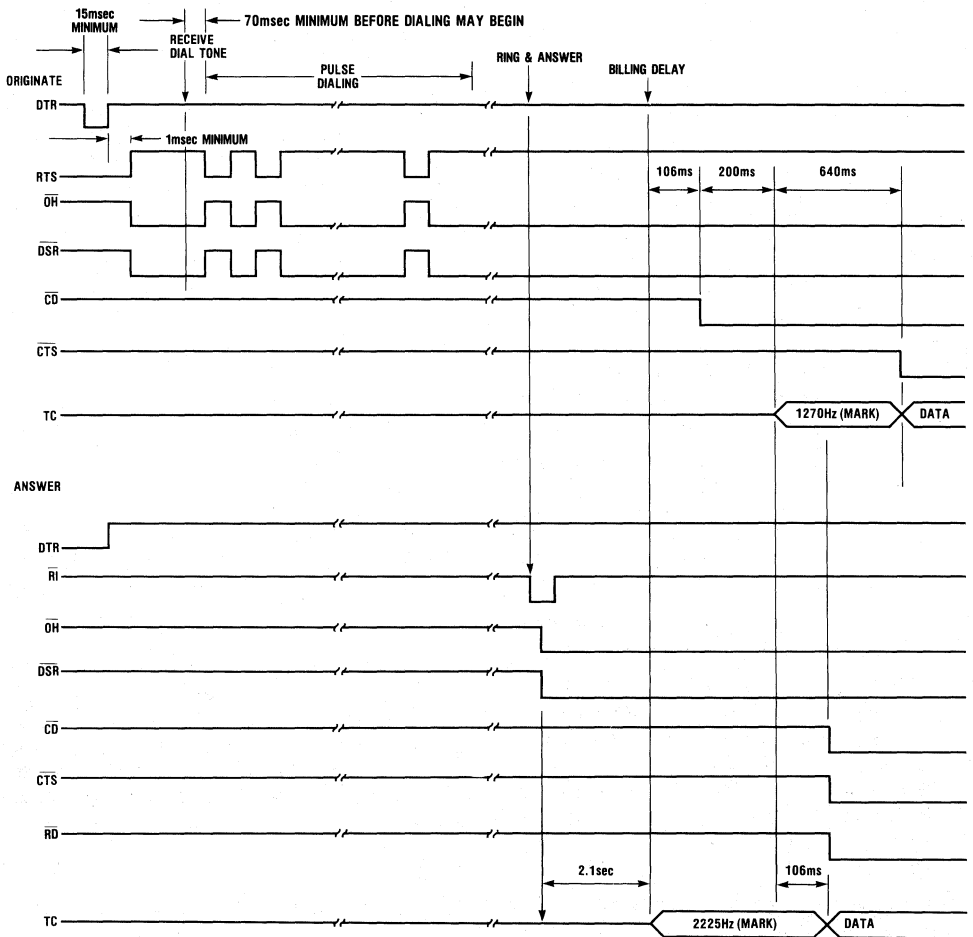 15msec
MINIMUM
70msec MINIMUM BEFORE DIALING MAY BEGIN
RECEIVE
DIAL TONE
PULSE
DIALING
RING & ANSWER
BILLING DELAY
ORIGINATE
DTR
1msec MINIMUM
RTS
106ms
200ms
640ms
OH
DSR
CD
CTS
TC
1270Hz (MARK)
DATA
ANSWER
DTR
RI
OH
DSR
CD
CTS
RD
2.1sec
106ms
TC
2225Hz (MARK)
DATA